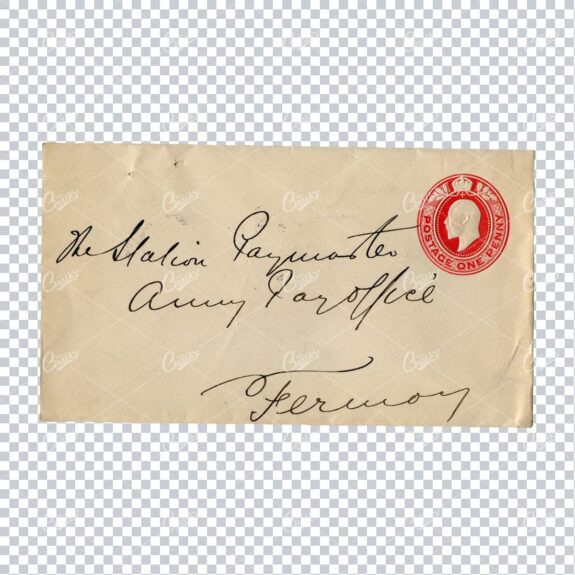 The Station Paymaster
Army Pay Office
Fermoy
POSTAGE ONE PENNY